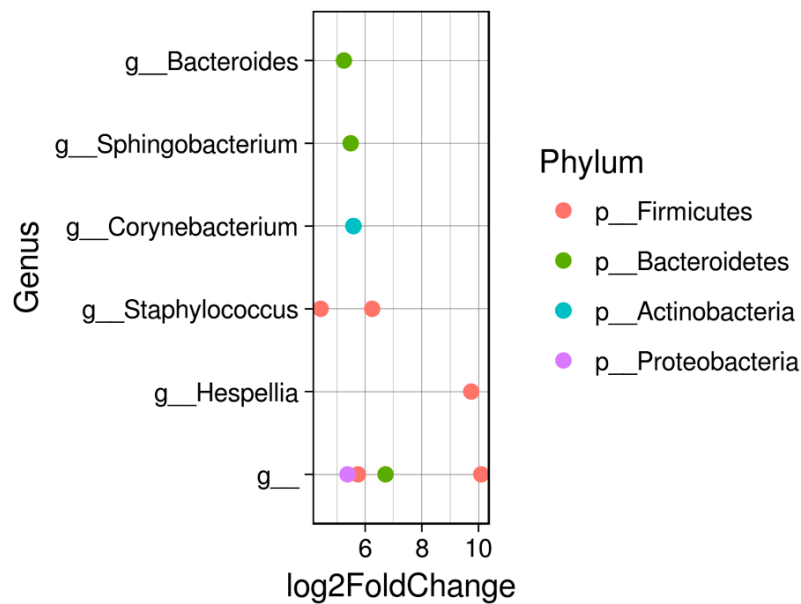 g__Bacteroides
g__Sphingobacterium
g__Corynebacterium
g__Staphylococcus
g__Hespellia
g__
Genus
6 8 10
log2FoldChange
Phylum
p__Firmicutes
p__Bacteroidetes
p__Actinobacteria
p__Proteobacteria